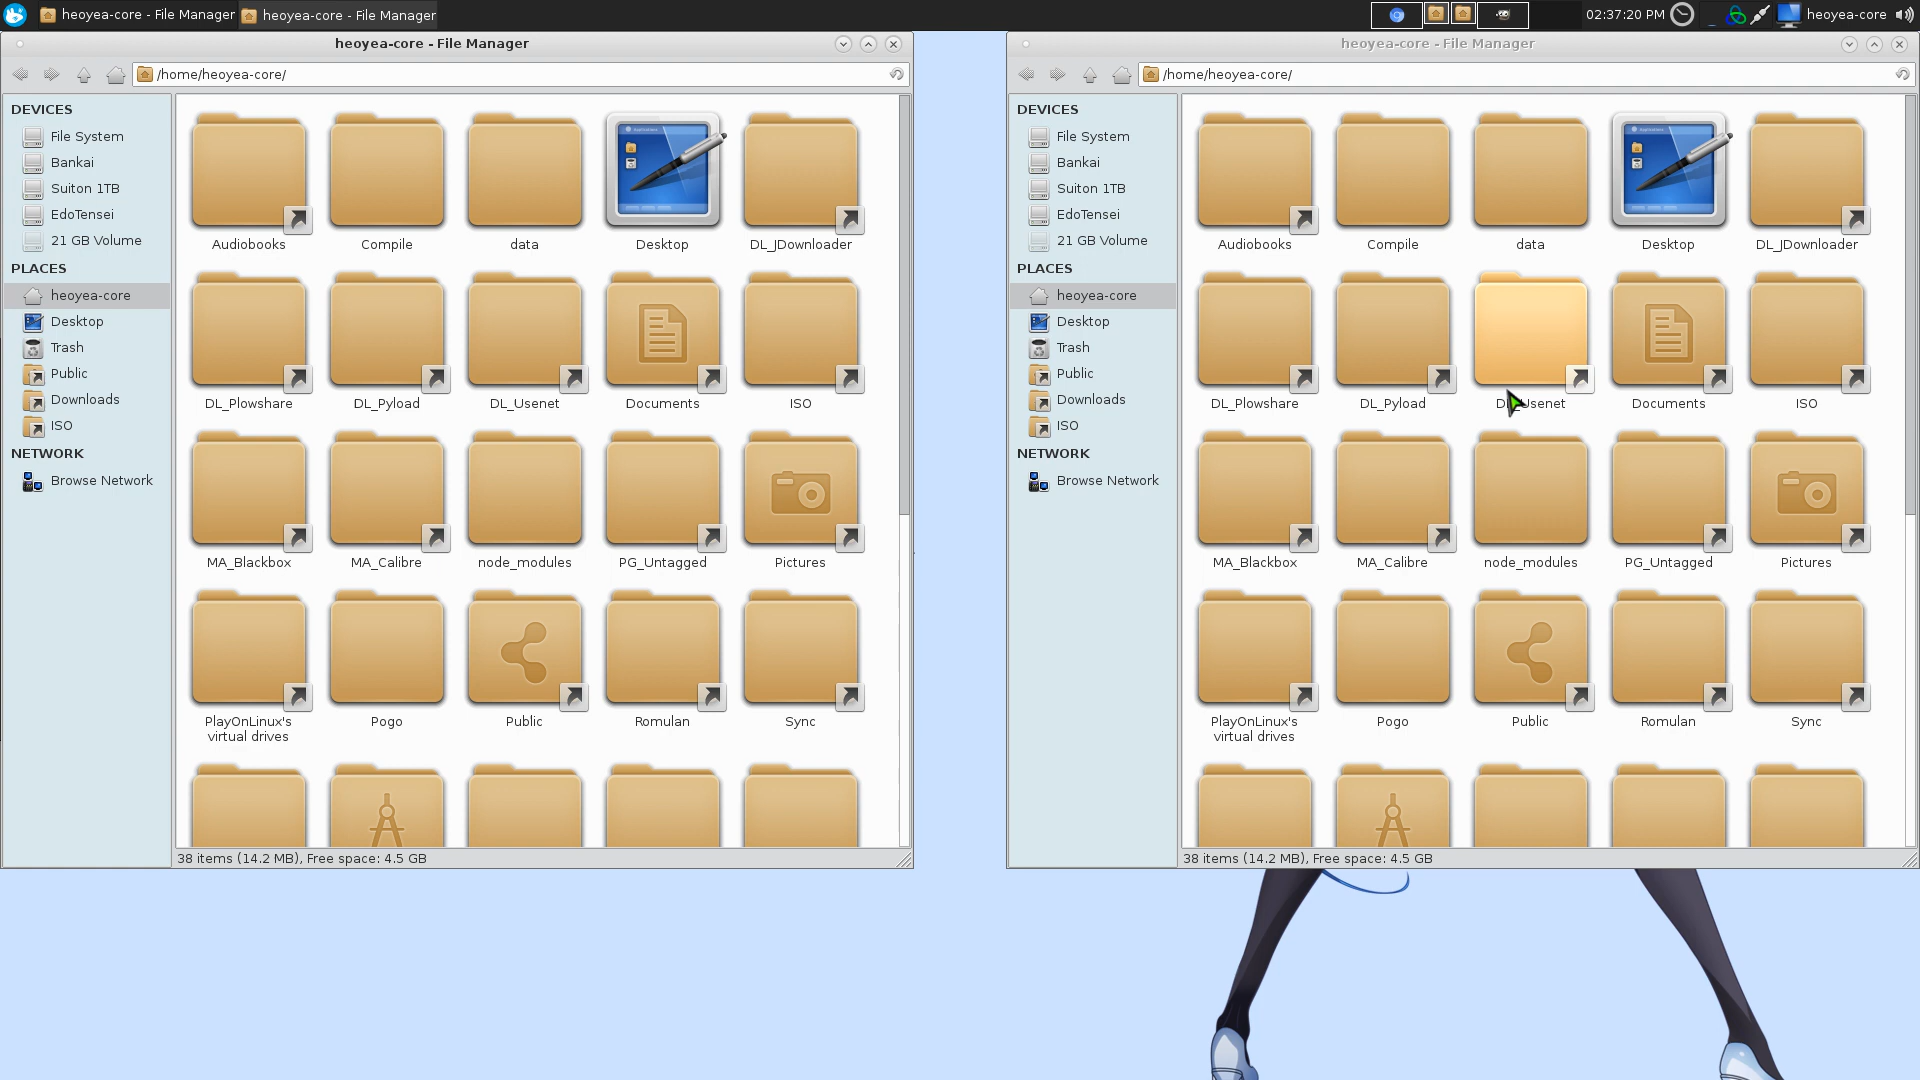 heoyea-core - File Manager
heoyea-core - File Manager
02:37:20 PM
heoyea-core
heoyea-core - File Manager
/home/heoyea-core/
DEVICES
File System
Bankai
Suiton 1TB
EdoTensei
21 GB Volume
PLACES
heoyea-core
Desktop
Trash
Public
Downloads
ISO
NETWORK
Browse Network
Audiobooks
Compile
data
Desktop
DL_JDownloader
DL_Plowshare
DL_Pyload
DL_Usenet
Documents
ISO
MA_Blackbox
MA_Calibre
node_modules
PG_Untagged
Pictures
PlayOnLinux's
virtual drives
Pogo
Public
Romulan
Sync
38 items (14.2 MB), Free space: 4.5 GB
heoyea-core - File Manager
/home/heoyea-core/
DEVICES
File System
Bankai
Suiton 1TB
EdoTensei
21 GB Volume
PLACES
heoyea-core
Desktop
Trash
Public
Downloads
ISO
NETWORK
Browse Network
Audiobooks
Compile
data
Desktop
DL_JDownloader
DL_Plowshare
DL_Pyload
DL_Usenet
Documents
ISO
MA_Blackbox
MA_Calibre
node_modules
PG_Untagged
Pictures
PlayOnLinux's
virtual drives
Pogo
Public
Romulan
Sync
38 items (14.2 MB), Free space: 4.5 GB